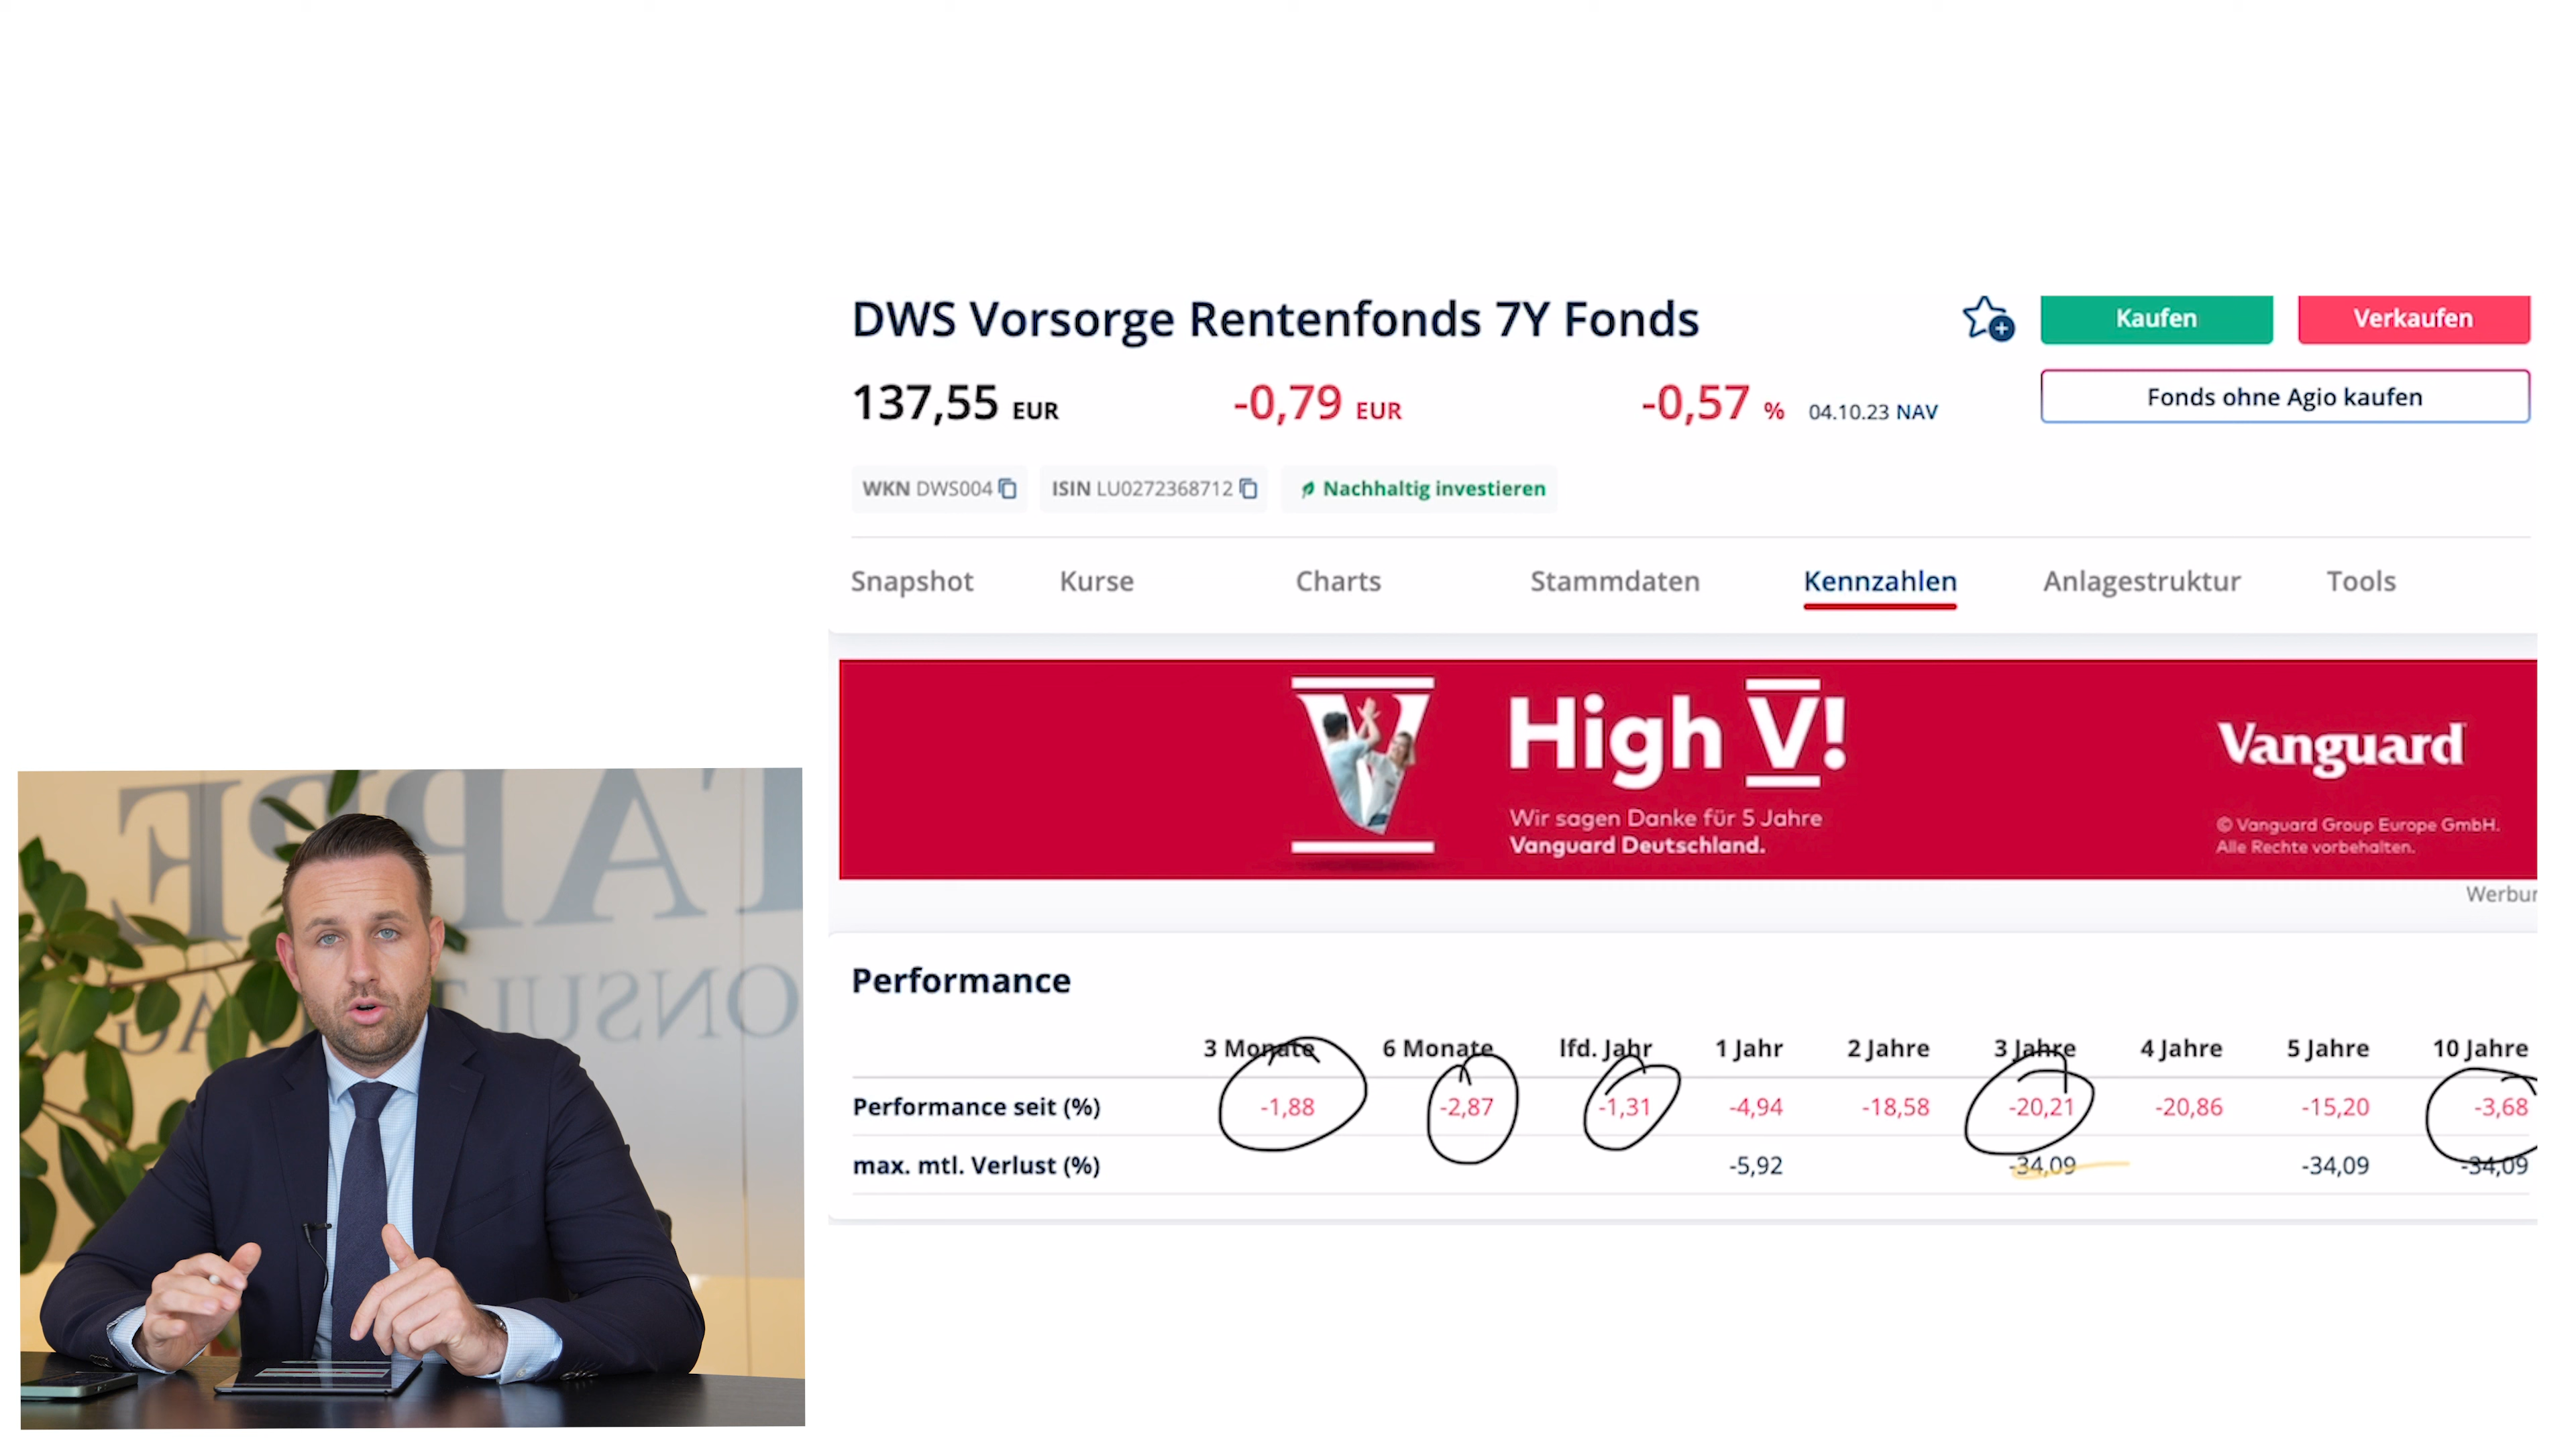 DWS Vorsorge Rentenfonds 7Y Fonds
Kaufen
Verkaufen
137,55 EUR -0,79 EUR -0,57 % 04.10.23 NAV
Fonds ohne Agio kaufen
WKN DWS004 ISIN LU0272368712 Nachhaltig investieren
Snapshot Kurse Charts Stammdaten Kennzahlen Anlagestruktur Tools
V
High V!
Wir sagen Danke für 5 Jahre
Vanguard Deutschland.
Vanguard
© Vanguard Group Europe GmbH.
Alle Rechte vorbehalten.
Werbun
Performance
3 Monate 6 Monate lfd. Jahr 1 Jahr 2 Jahre 3 Jahre 4 Jahre 5 Jahre 10 Jahre
Performance seit (%) -1,88 -2,87 -1,31 -4,94 -18,58 -20,21 -20,86 -15,20 -3,68
max. mtl. Verlust (%) -5,92 -34,09 -34,09 -34,09